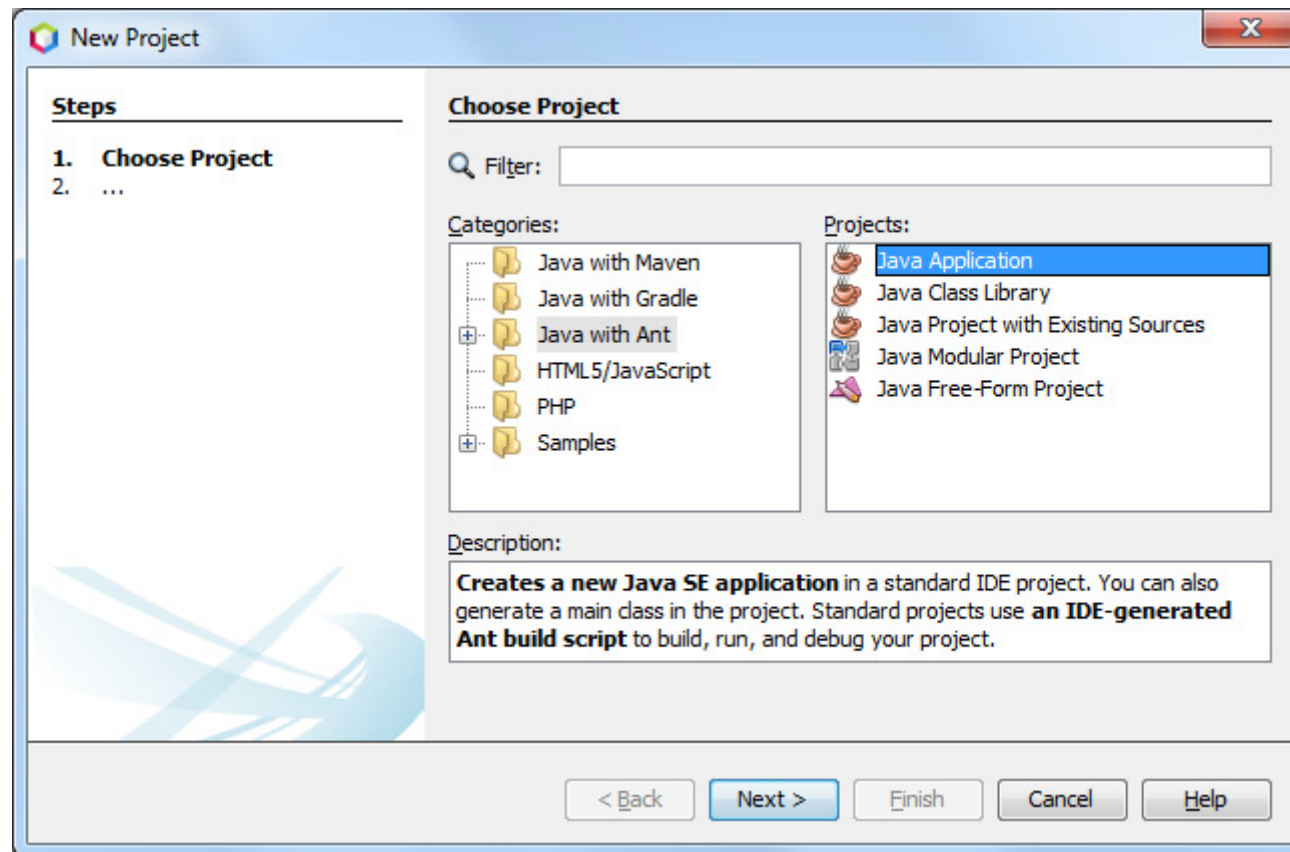 New Project
Steps
1. Choose Project
2. ...
Choose Project
Filter:
Categories:
Java with Maven
Java with Gradle
Java with Ant
HTML5/JavaScript
PHP
Samples
Projects:
Java Application
Java Class Library
Java Project with Existing Sources
Java Modular Project
Java Free-Form Project
Description:
Creates a new Java SE application in a standard IDE project. You can also
generate a main class in the project. Standard projects use an IDE-generated
Ant build script to build, run, and debug your project.
< Back
Next >
Finish
Cancel
Help